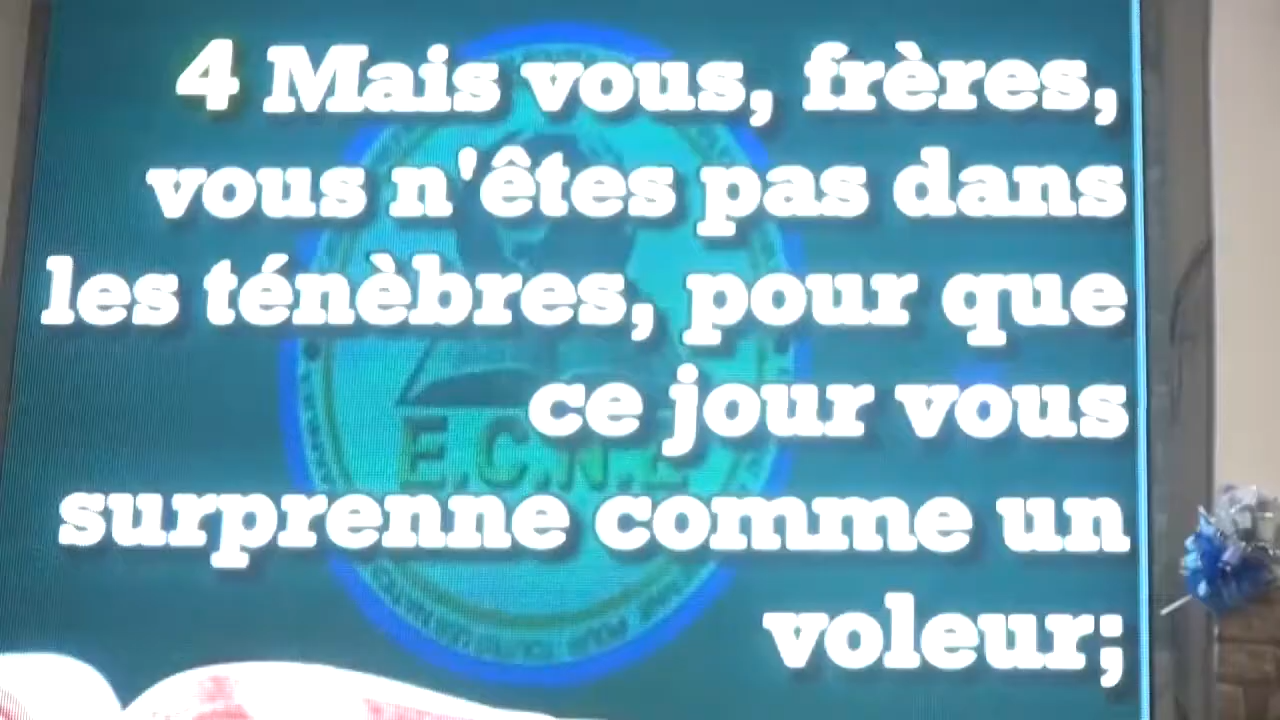 4 Mais vous, frères,
vous n'êtes pas dans
les ténèbres, pour que
ce jour vous
surprenne comme un
voleur;
E.C.N.E